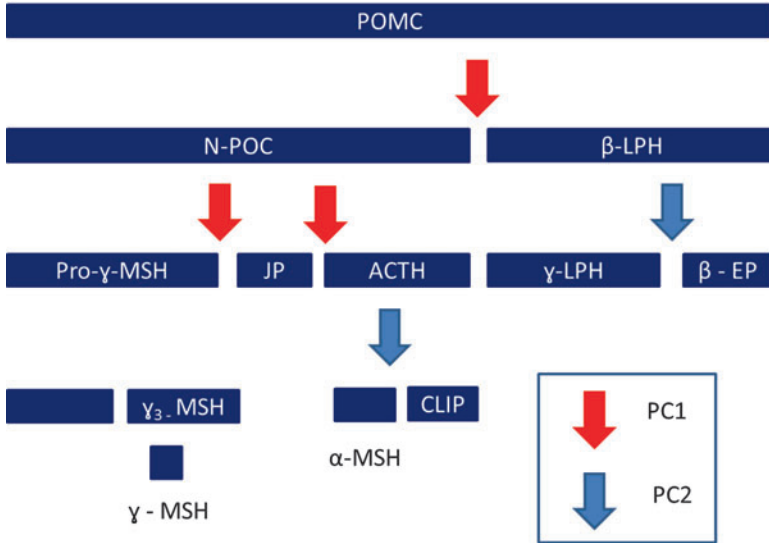 POMC
N-POC β-LPH
Pro-ɣ-MSH JP ACTH ɣ-LPH β - EP
ɣ₃- MSH CLIP
PC1
α-MSH
PC2
ɣ - MSH